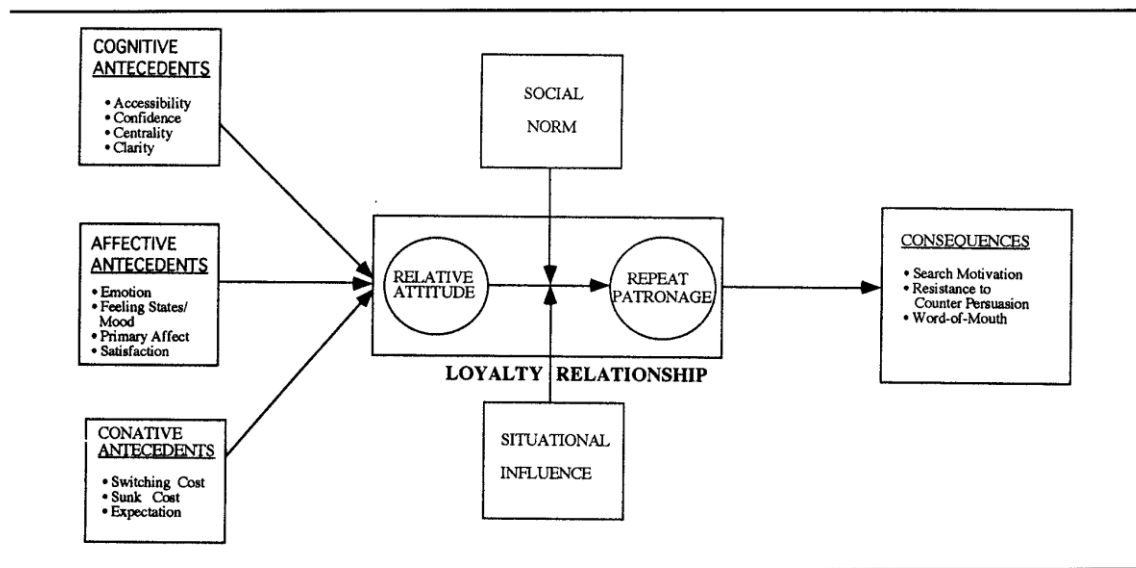 COGNITIVE
ANTECEDENTS
• Accessibility
• Confidence
• Centrality
• Clarity
SOCIAL
NORM
AFFECTIVE
ANTECEDENTS
• Emotion
• Feeling States/
Mood
• Primary Affect
• Satisfaction
RELATIVE
ATTITUDE
REPEAT
PATRONAGE
LOYALTY RELATIONSHIP
CONSEQUENCES
• Search Motivation
• Resistance to
Counter Persuasion
• Word-of-Mouth
CONATIVE
ANTECEDENTS
• Switching Cost
• Sunk Cost
• Expectation
SITUATIONAL
INFLUENCE